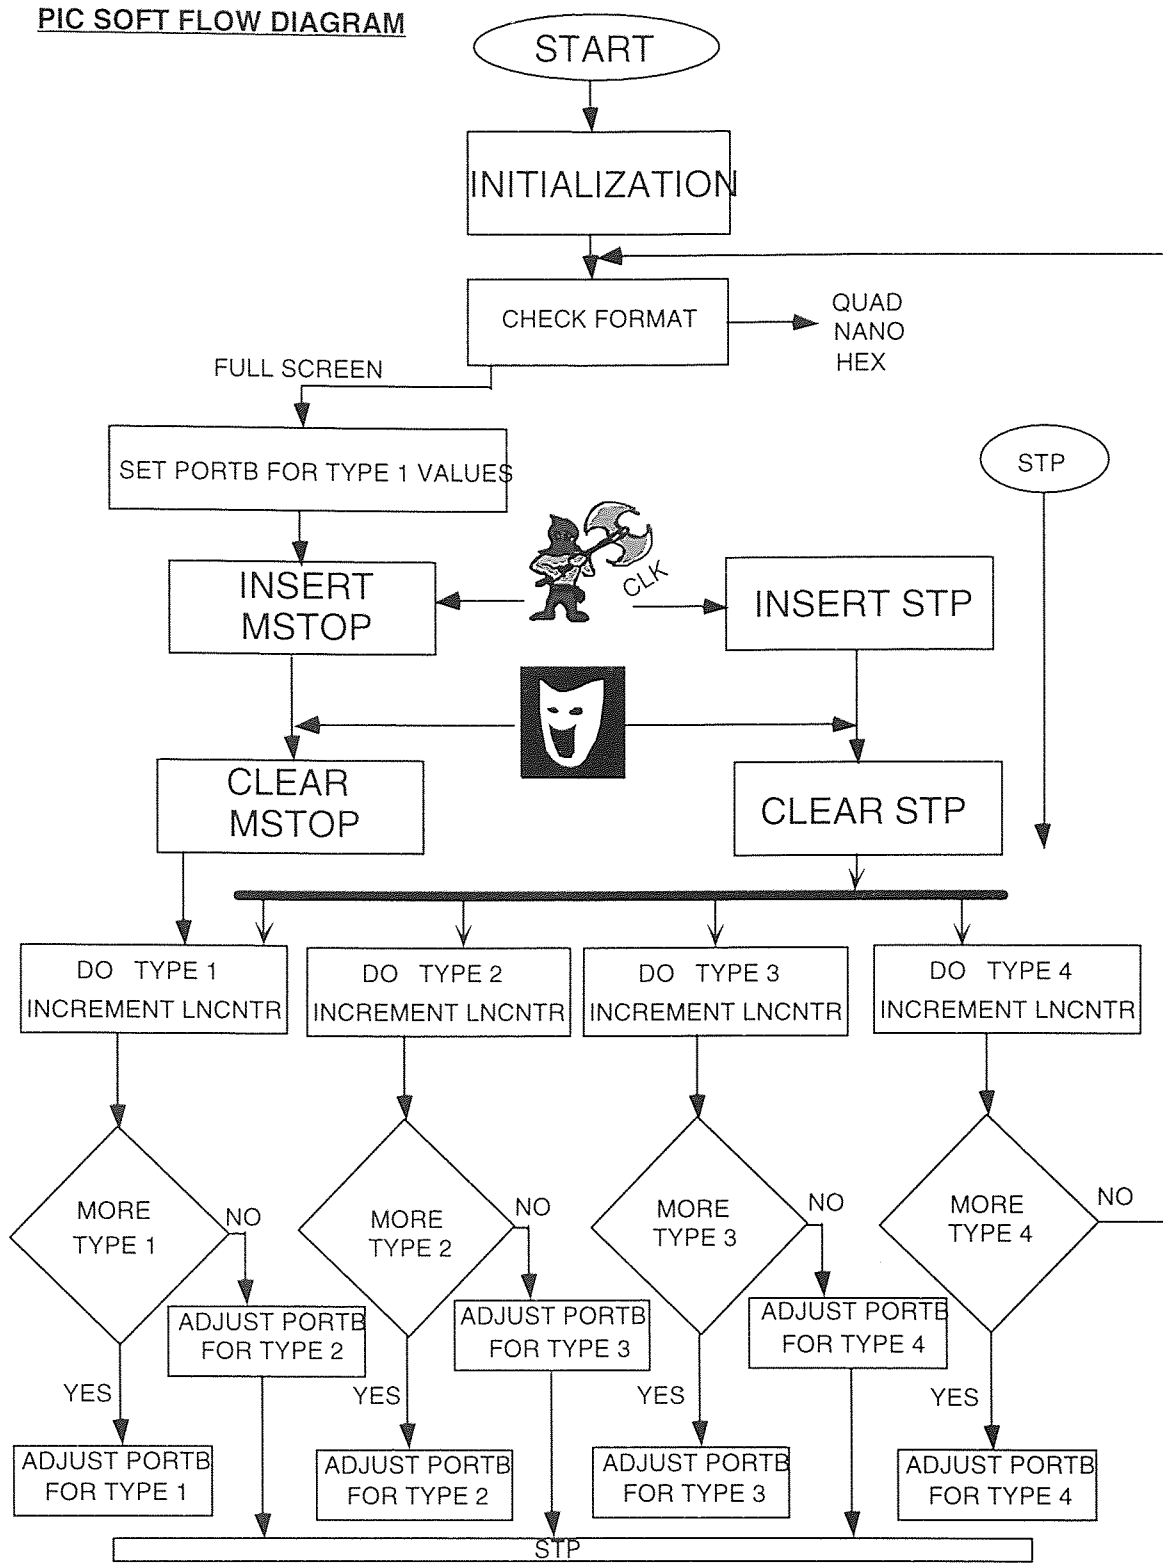 PIC SOFT FLOW DIAGRAM
START
INITIALIZATION
CHECK FORMAT
QUAD
NANO
HEX
FULL SCREEN
SET PORTB FOR TYPE 1 VALUES
STP
INSERT
MSTOP
CLK
INSERT STP
CLEAR
MSTOP
CLEAR STP
DO TYPE 1
INCREMENT LNCNTR
DO TYPE 2
INCREMENT LNCNTR
DO TYPE 3
INCREMENT LNCNTR
DO TYPE 4
INCREMENT LNCNTR
MORE
TYPE 1
NO
MORE
TYPE 2
NO
MORE
TYPE 3
NO
MORE
TYPE 4
NO
ADJUST PORTB
FOR TYPE 2
ADJUST PORTB
FOR TYPE 3
ADJUST PORTB
FOR TYPE 4
YES
YES
YES
YES
ADJUST PORTB
FOR TYPE 1
ADJUST PORTB
FOR TYPE 2
ADJUST PORTB
FOR TYPE 3
ADJUST PORTB
FOR TYPE 4
STP